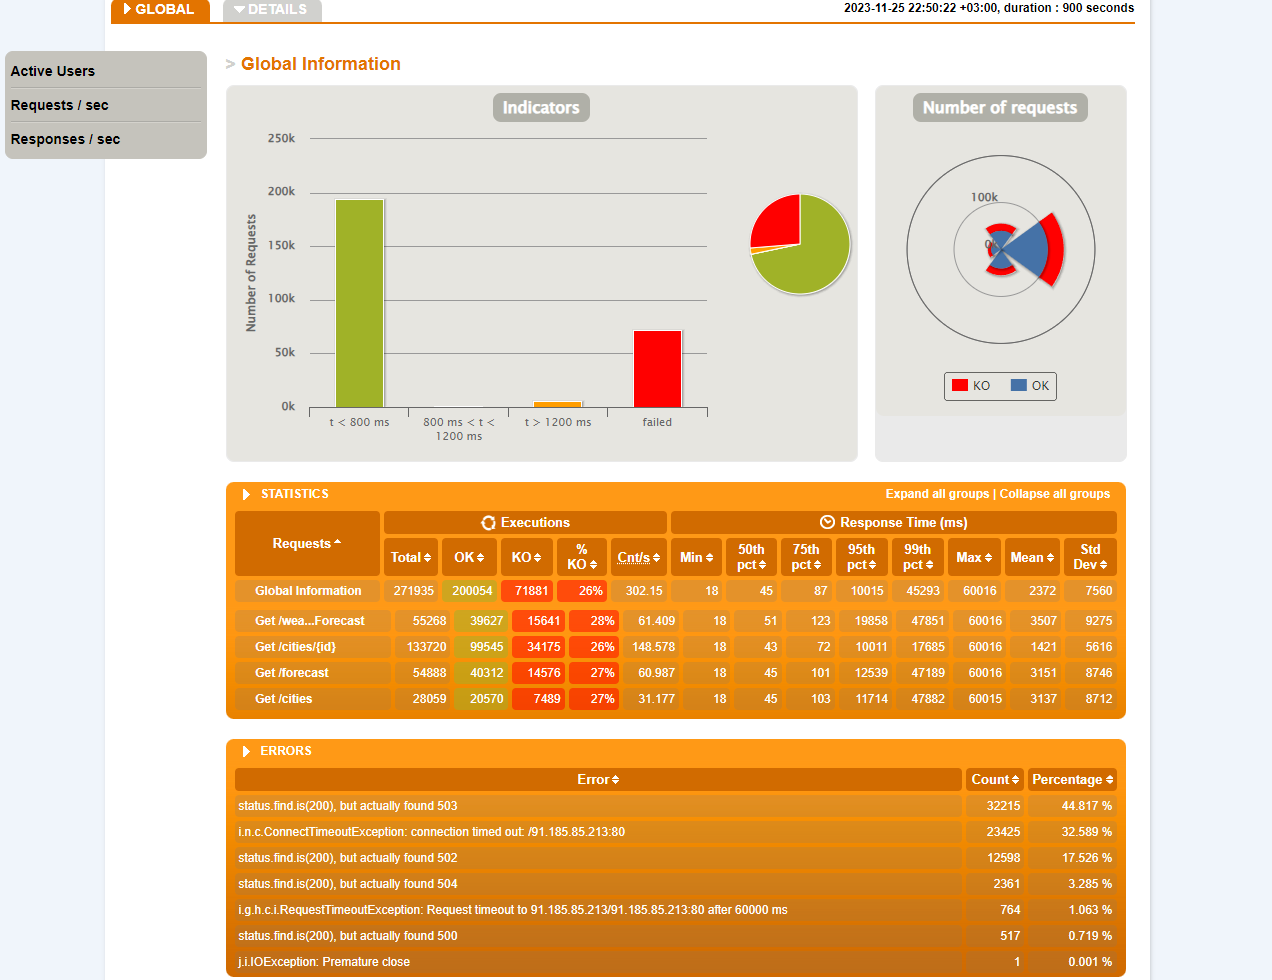 GLOBAL
DETAILS
2023-11-25 22:50:22 +03:00, duration : 900 seconds
Active Users
Requests / sec
Responses / sec
> Global Information
Indicators
Number of Requests
250k
200k
150k
100k
50k
0k
t < 800 ms
800 ms < t < 1200 ms
t > 1200 ms
failed
Number of requests
100k
0k
KO OK
STATISTICS
Expand all groups | Collapse all groups
Requests Executions Response Time (ms)
Total OK KO % KO Cnt/s Min 50th pct 75th pct 95th pct 99th pct Max Mean Std Dev
Global Information 271935 200054 71881 26% 302.15 18 45 87 10015 45293 60016 2372 7560
Get /wea...Forecast 55268 39627 15641 28% 61.409 18 51 123 19858 47851 60016 3507 9275
Get /cities/{id} 133720 99545 34175 26% 148.578 18 43 72 10011 17685 60016 1421 5616
Get /forecast 54888 40312 14576 27% 60.987 18 45 101 12539 47189 60016 3151 8746
Get /cities 28059 20570 7489 27% 31.177 18 45 103 11714 47882 60015 3137 8712
ERRORS
Error Count Percentage
status.find.is(200), but actually found 503 32215 44.817 %
i.n.c.ConnectTimeoutException: connection timed out: /91.185.85.213:80 23425 32.589 %
status.find.is(200), but actually found 502 12598 17.526 %
status.find.is(200), but actually found 504 2361 3.285 %
i.g.h.c.i.RequestTimeoutException: Request timeout to 91.185.85.213/91.185.85.213:80 after 60000 ms 764 1.063 %
status.find.is(200), but actually found 500 517 0.719 %
j.i.IOException: Premature close 1 0.001 %